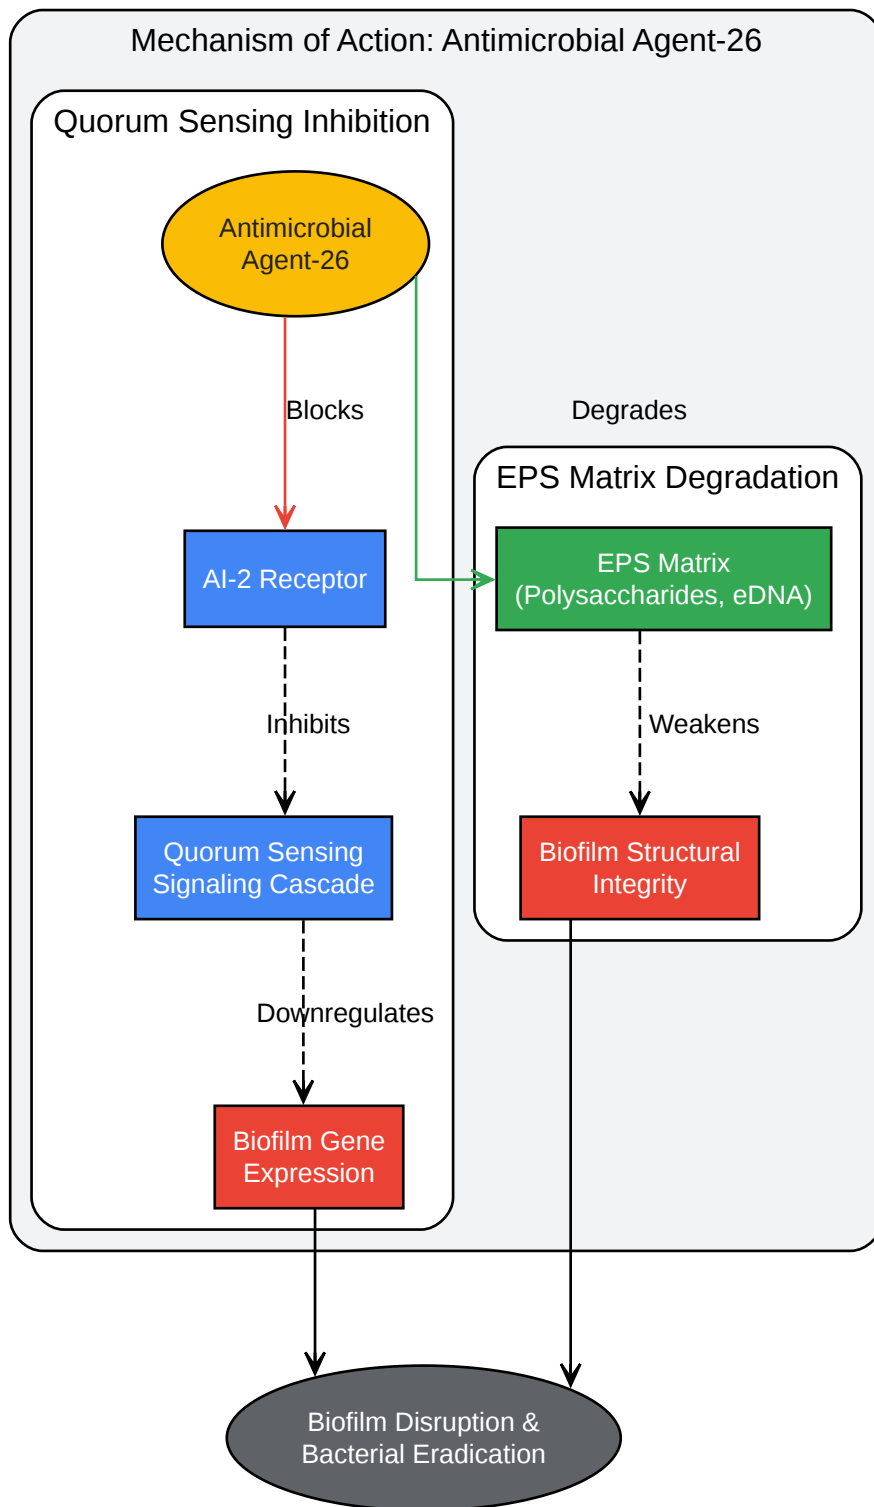 Mechanism of Action: Antimicrobial Agent-26
Quorum Sensing Inhibition
Antimicrobial
Agent-26
Blocks
Degrades
EPS Matrix Degradation
AI-2 Receptor
EPS Matrix
(Polysaccharides, eDNA)
Inhibits
Weakens
Quorum Sensing
Signaling Cascade
Biofilm Structural
Integrity
Downregulates
Biofilm Gene
Expression
Biofilm Disruption &
Bacterial Eradication